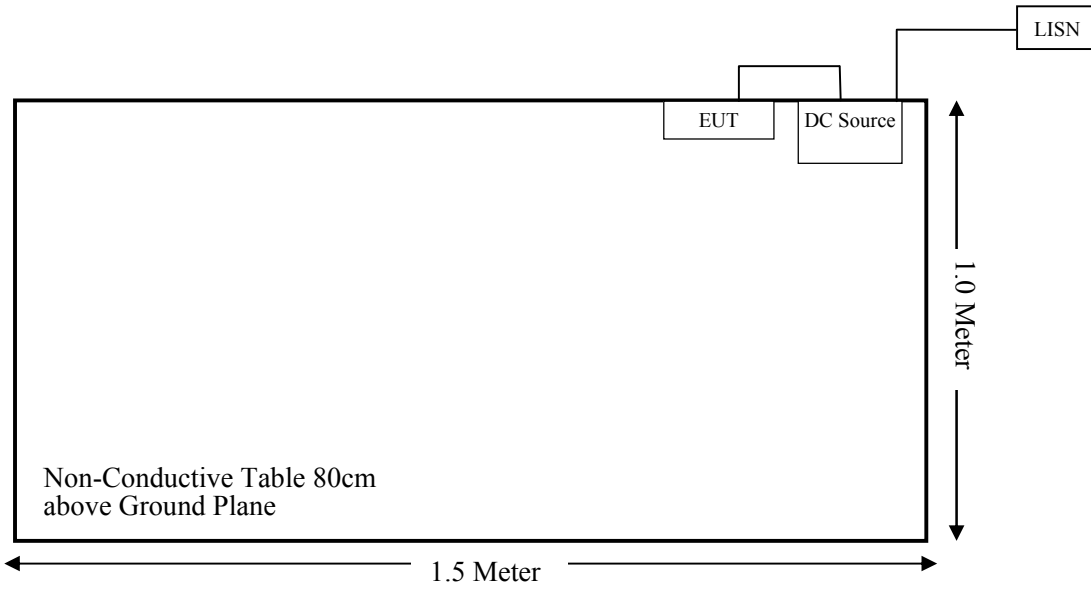 LISN
EUT
DC Source
1.0 Meter
Non-Conductive Table 80cm
above Ground Plane
1.5 Meter